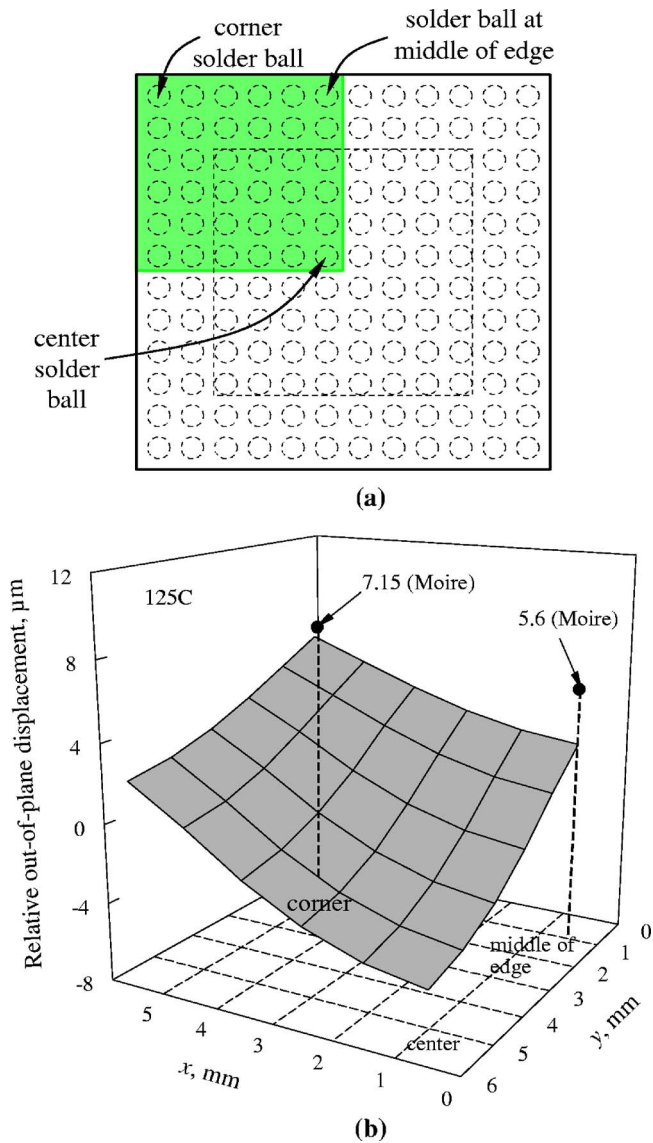 corner
solder ball
solder ball at
middle of edge
center
solder
ball
(a)
Relative out-of-plane displacement, µm
12
8
4
0
-4
-8
125C
7.15 (Moire)
5.6 (Moire)
corner
middle of
edge
center
5
4
3
2
1
0
x, mm
6
5
4
3
2
1
0
y, mm
(b)